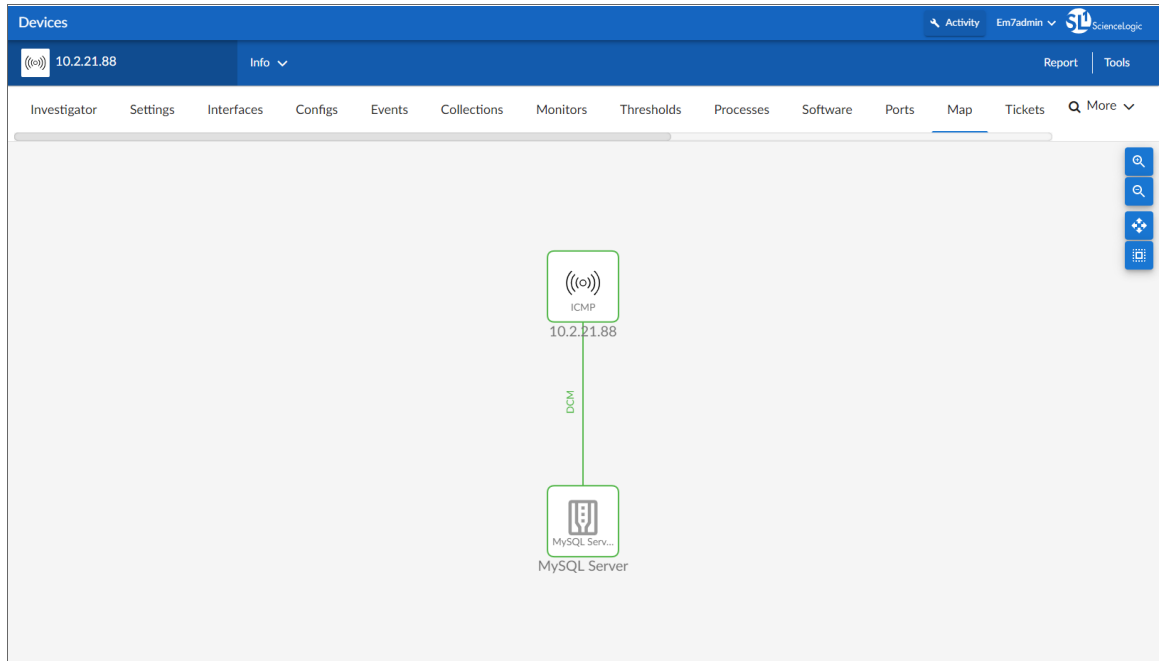 Devices
Activity Em7admin SL1 ScienceLogic
10.2.21.88 Info Report Tools
Investigator Settings Interfaces Configs Events Collections Monitors Thresholds Processes Software Ports Map Tickets More
ICMP
10.2.21.88
DCM
MySQL Serv...
MySQL Server